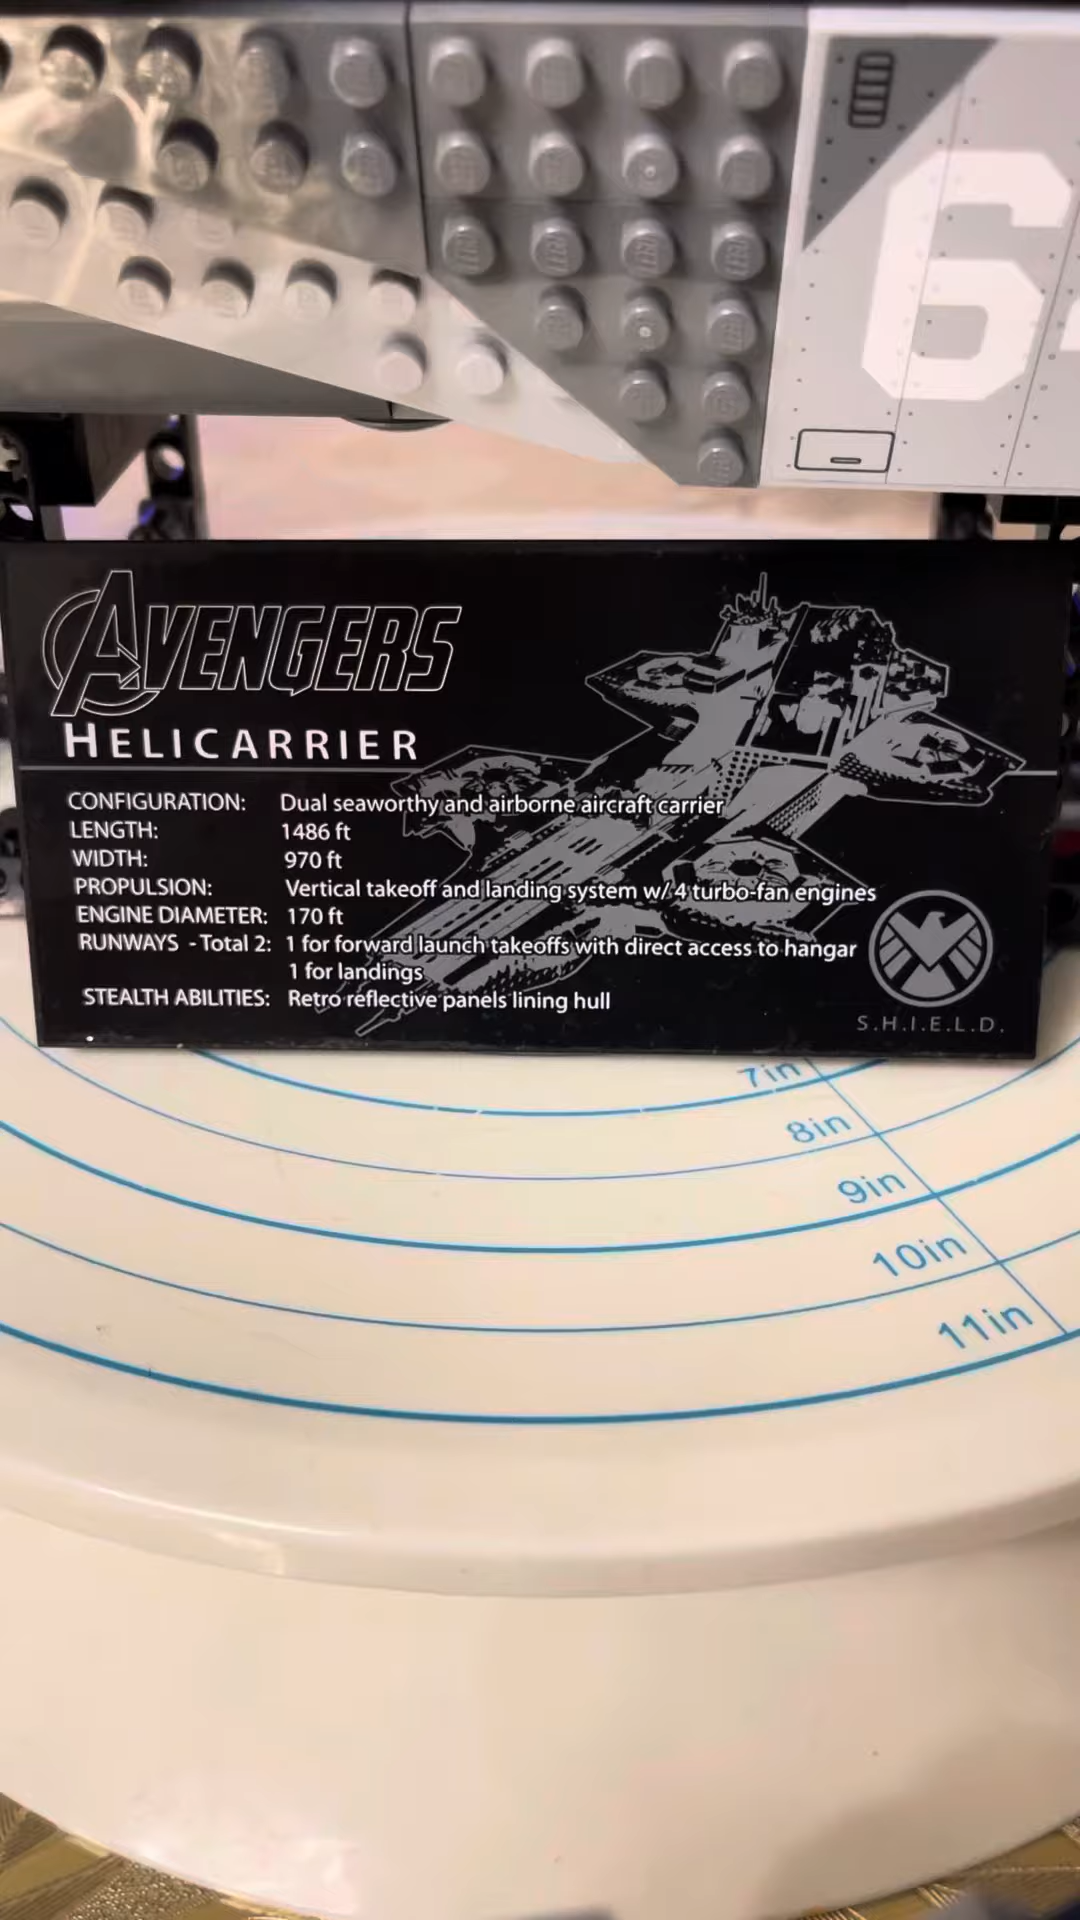 6
AVENGERS
HELICARRIER
CONFIGURATION: Dual seaworthy and airborne aircraft carrier
LENGTH: 1486 ft
WIDTH: 970 ft
PROPULSION: Vertical takeoff and landing system w/ 4 turbo-fan engines
ENGINE DIAMETER: 170 ft
RUNWAYS - Total 2: 1 for forward launch takeoffs with direct access to hangar
1 for landings
STEALTH ABILITIES: Retro reflective panels lining hull
S.H.I.E.L.D.
7in
8in
9in
10in
11in